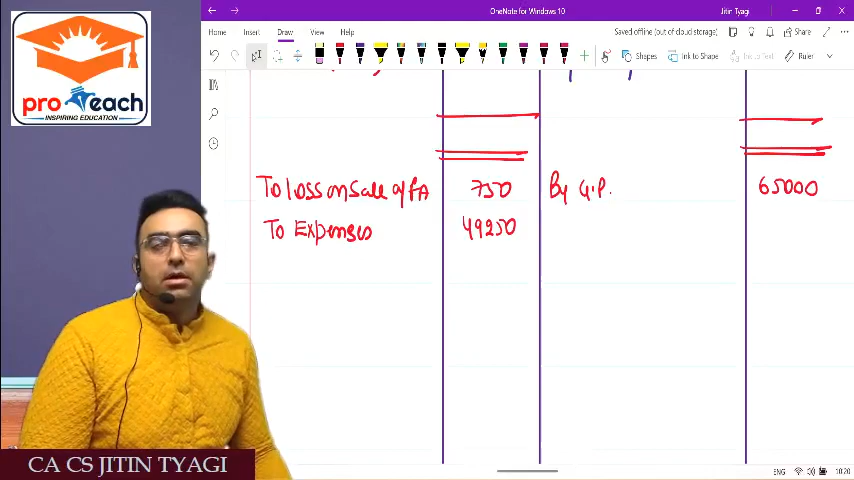 OneNote for Windows 10
Jitin Tyagi
Home Insert Draw View Help
Saved offline (out of cloud storage)
Share
Shapes
Ink to Shape
Ink to Text
Ruler
pro teach
INSPIRING EDUCATION
To loss on Sale of FA 750 By G.P. 65000
To Expenses 49250
CA CS JITIN TYAGI
ENG 10:20